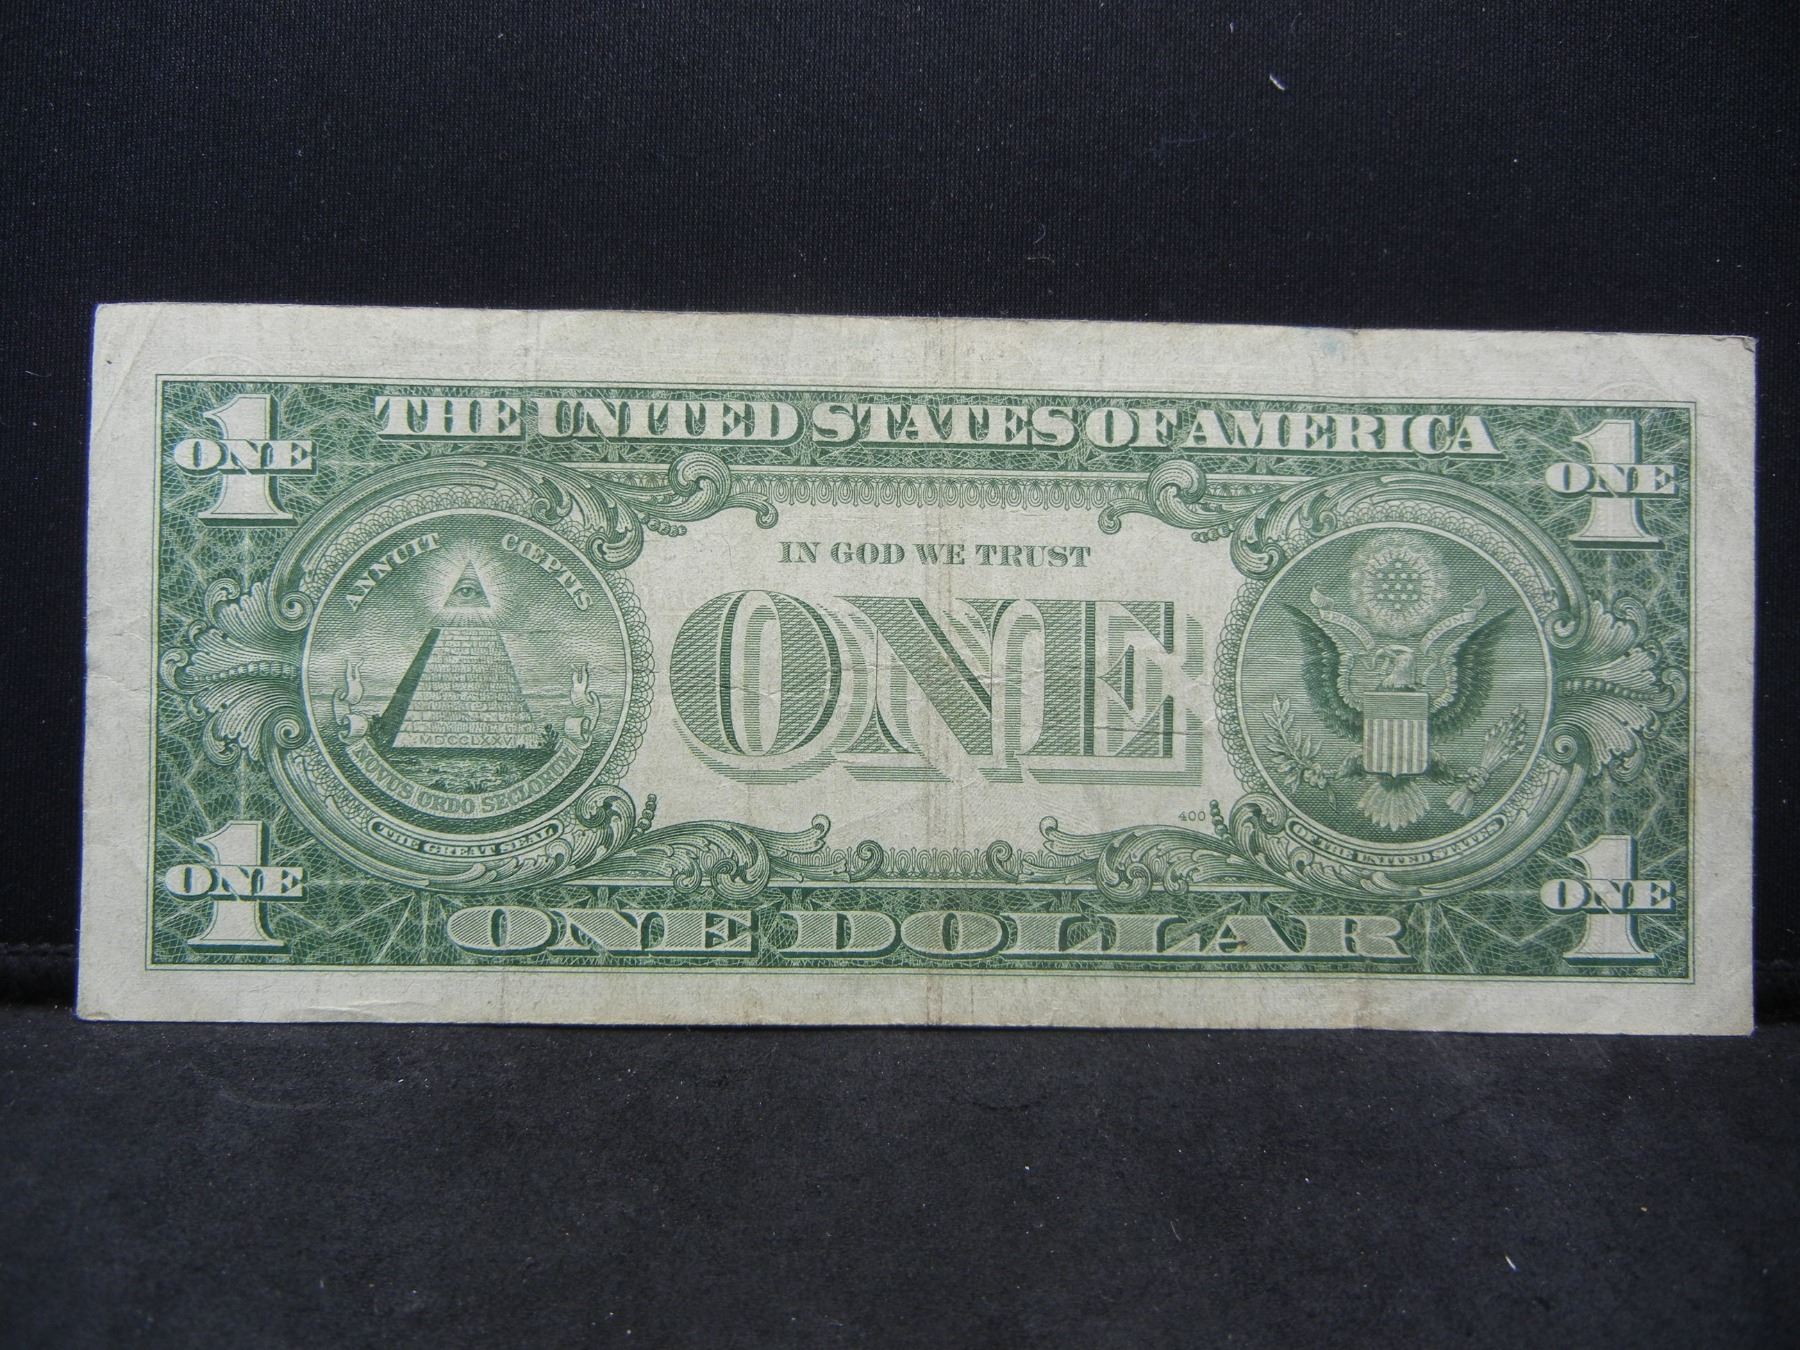 THE UNITED STATES OF AMERICA
1
ONE
1
ONE
ANNUIT CŒPTIS
MDCCLXXVI
NOVUS ORDO SECLORUM
THE GREAT SEAL
IN GOD WE TRUST
ONE
400
OF THE UNITED STATES
1
ONE
ONE DOLLAR
1
ONE